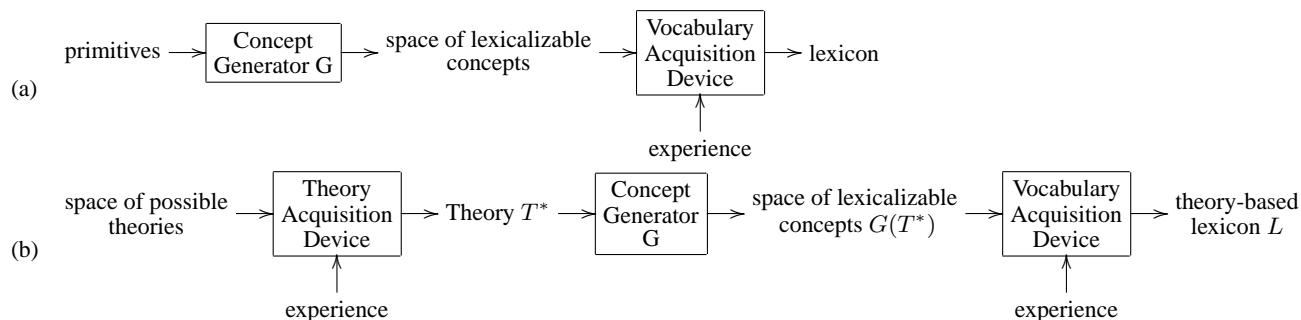 (a)
primitives
Concept
Generator G
space of lexicalizable
concepts
Vocabulary
Acquisition
Device
lexicon
experience
(b)
space of possible
theories
Theory
Acquisition
Device
Theory T*
Concept
Generator
G
space of lexicalizable
concepts G(T*)
Vocabulary
Acquisition
Device
theory-based
lexicon L
experience
experience